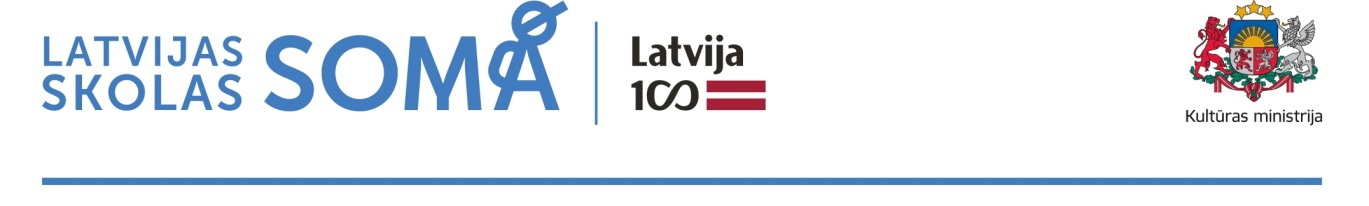 LATVIJAS
SKOLAS SOMA
Latvija
100
Kultūras ministrija